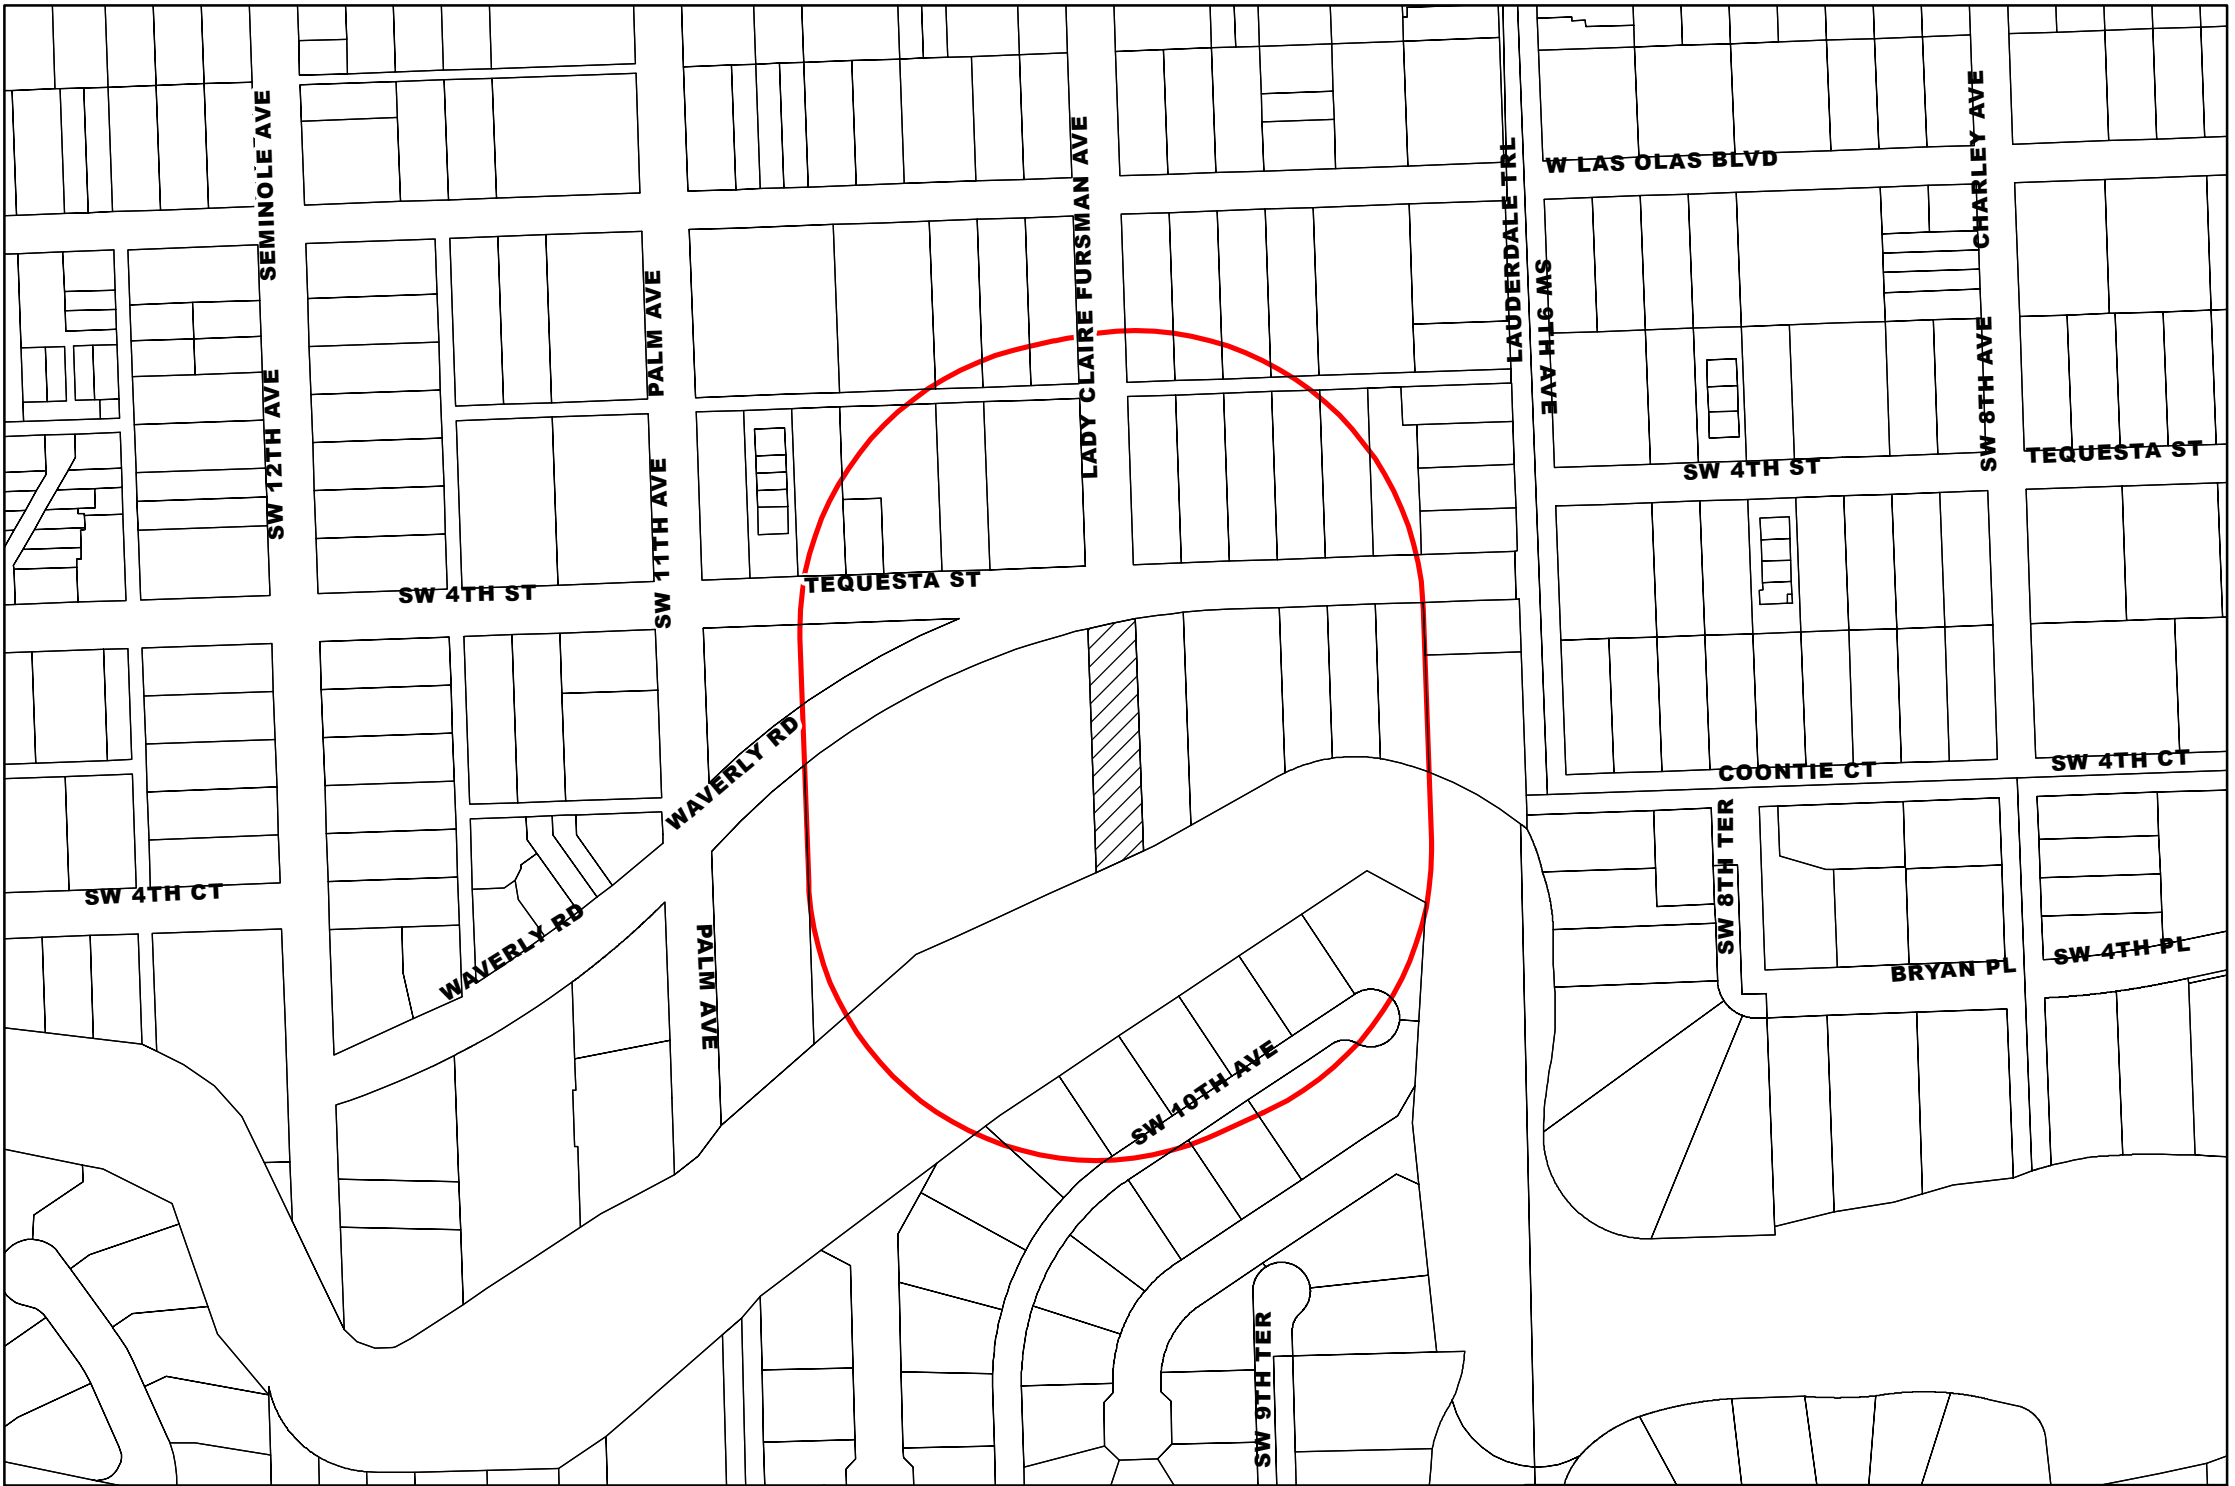 SEMINOLE AVE
LADY CLAIRE FURSMAN AVE
LAUDERDALE TRL
W LAS OLAS BLVD
CHARLEY AVE
PALM AVE
SW 9TH AVE
SW 12TH AVE
SW 11TH AVE
SW 8TH AVE
SW 4TH ST
TEQUESTA ST
SW 4TH ST
TEQUESTA ST
WAVERLY RD
COONTIE CT
SW 4TH CT
SW 4TH CT
WAVERLY RD
PALM AVE
SW 8TH TER
BRYAN PL
SW 4TH PL
SW 10TH AVE
SW 9TH TER